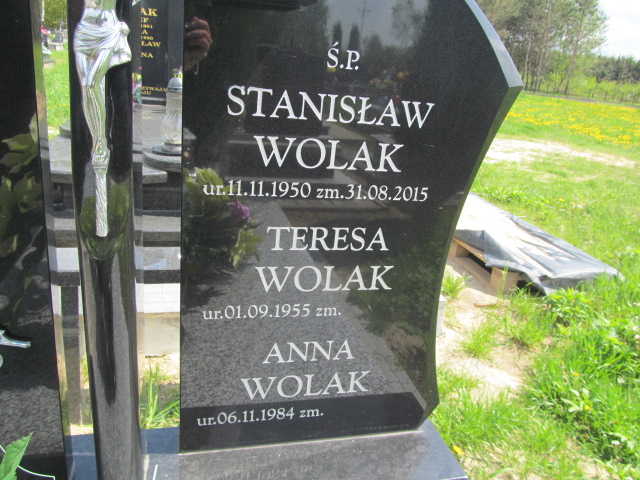 Ś.P.
STANISŁAW
WOLAK
ur.11.11.1950 zm.31.08.2015
TERESA
WOLAK
ur.01.09.1955 zm.
ANNA
WOLAK
ur.06.11.1984 zm.